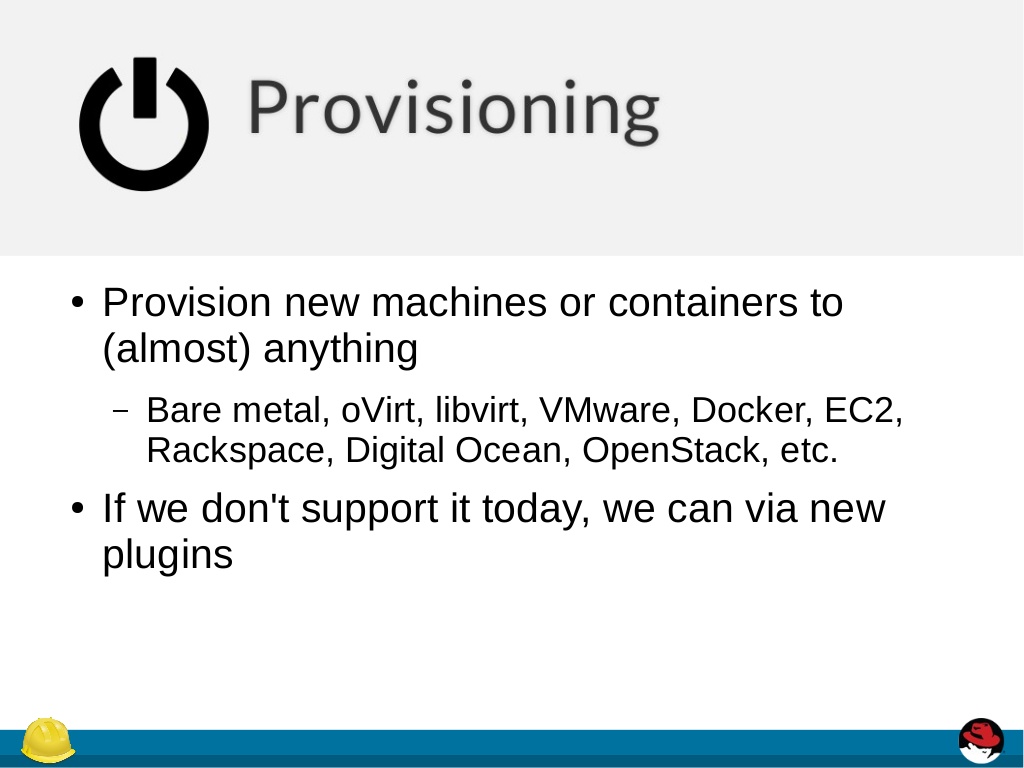 Provisioning
• Provision new machines or containers to
(almost) anything
– Bare metal, oVirt, libvirt, VMware, Docker, EC2,
Rackspace, Digital Ocean, OpenStack, etc.
• If we don't support it today, we can via new
plugins